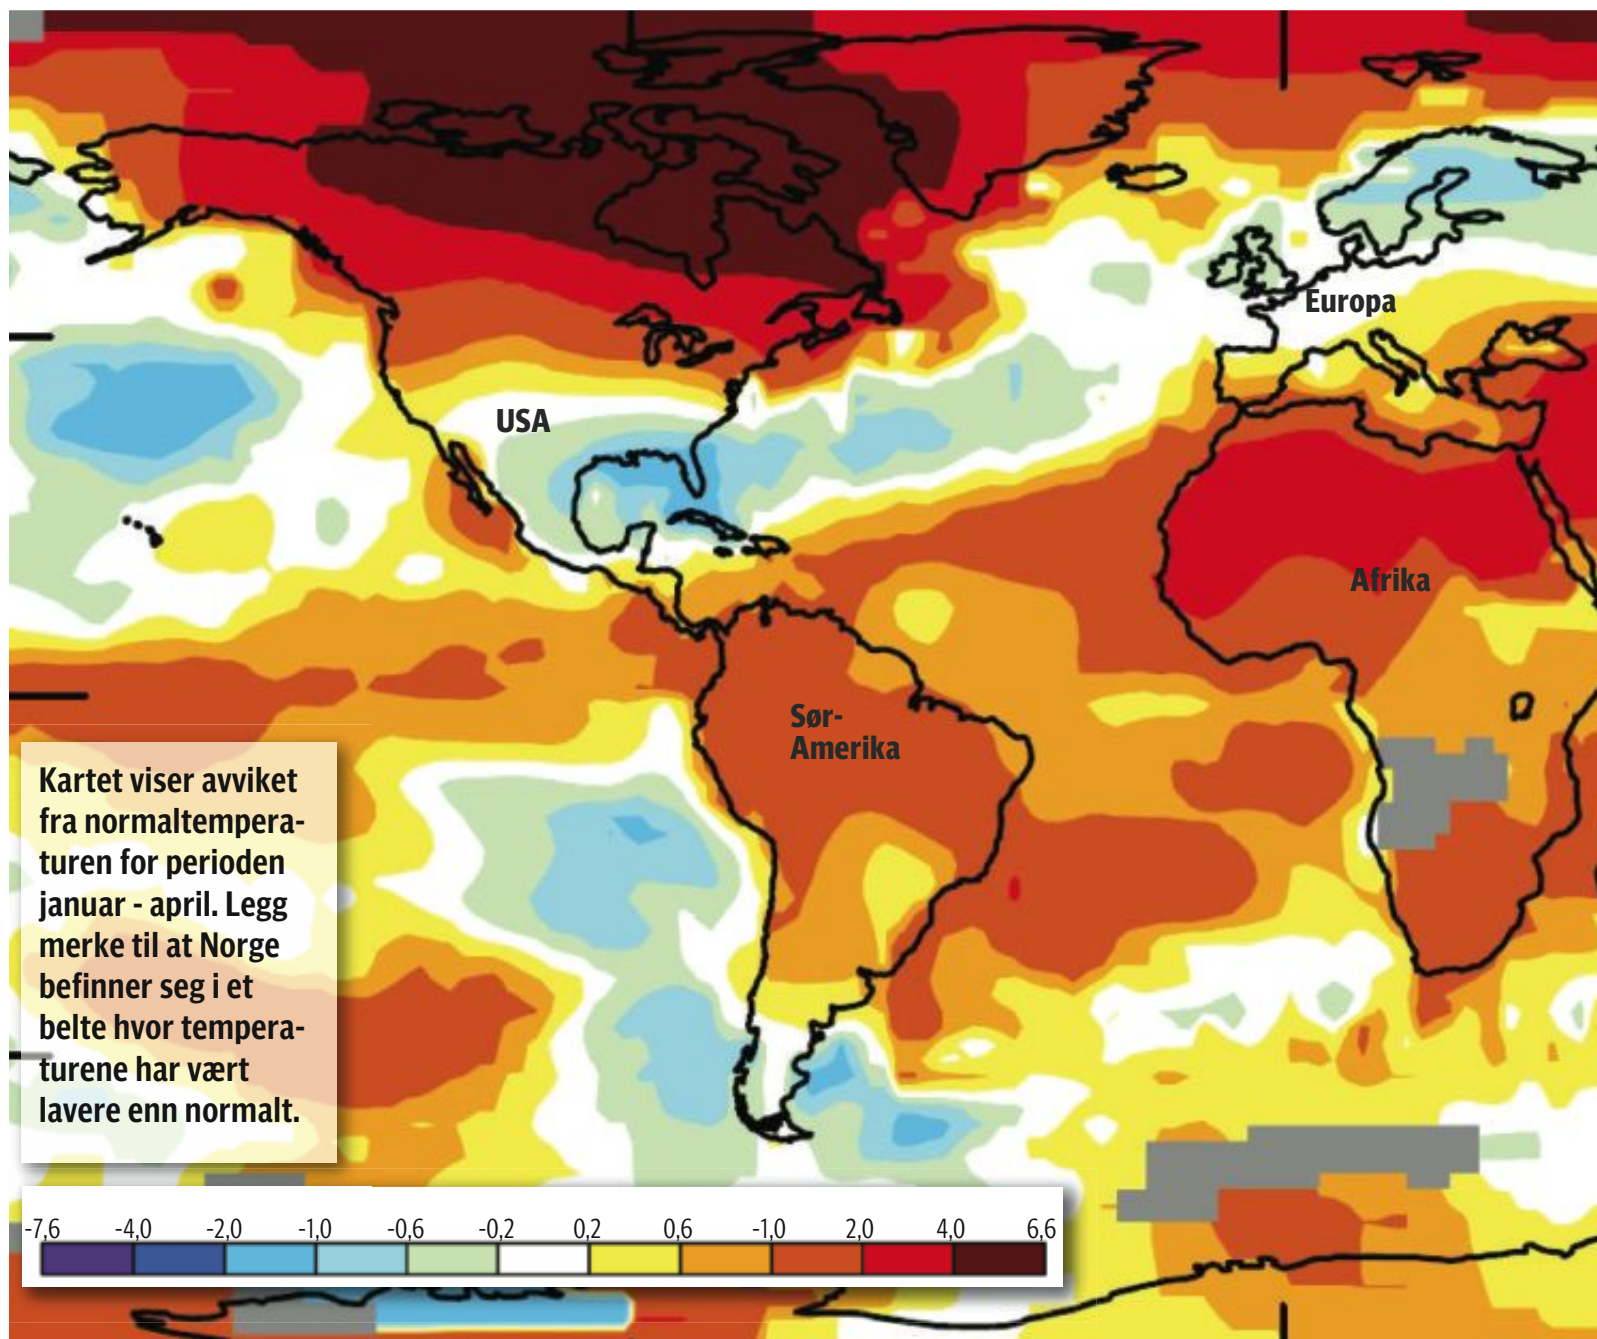 Europa
USA
Afrika
Sør-
Amerika
Kartet viser avviket
fra normaltempera-
turen for perioden
januar - april. Legg
merke til at Norge
befinner seg i et
belte hvor tempera-
turene har vært
lavere enn normalt.
-7,6 -4,0 -2,0 -1,0 -0,6 -0,2 0,2 0,6 -1,0 2,0 4,0 6,6